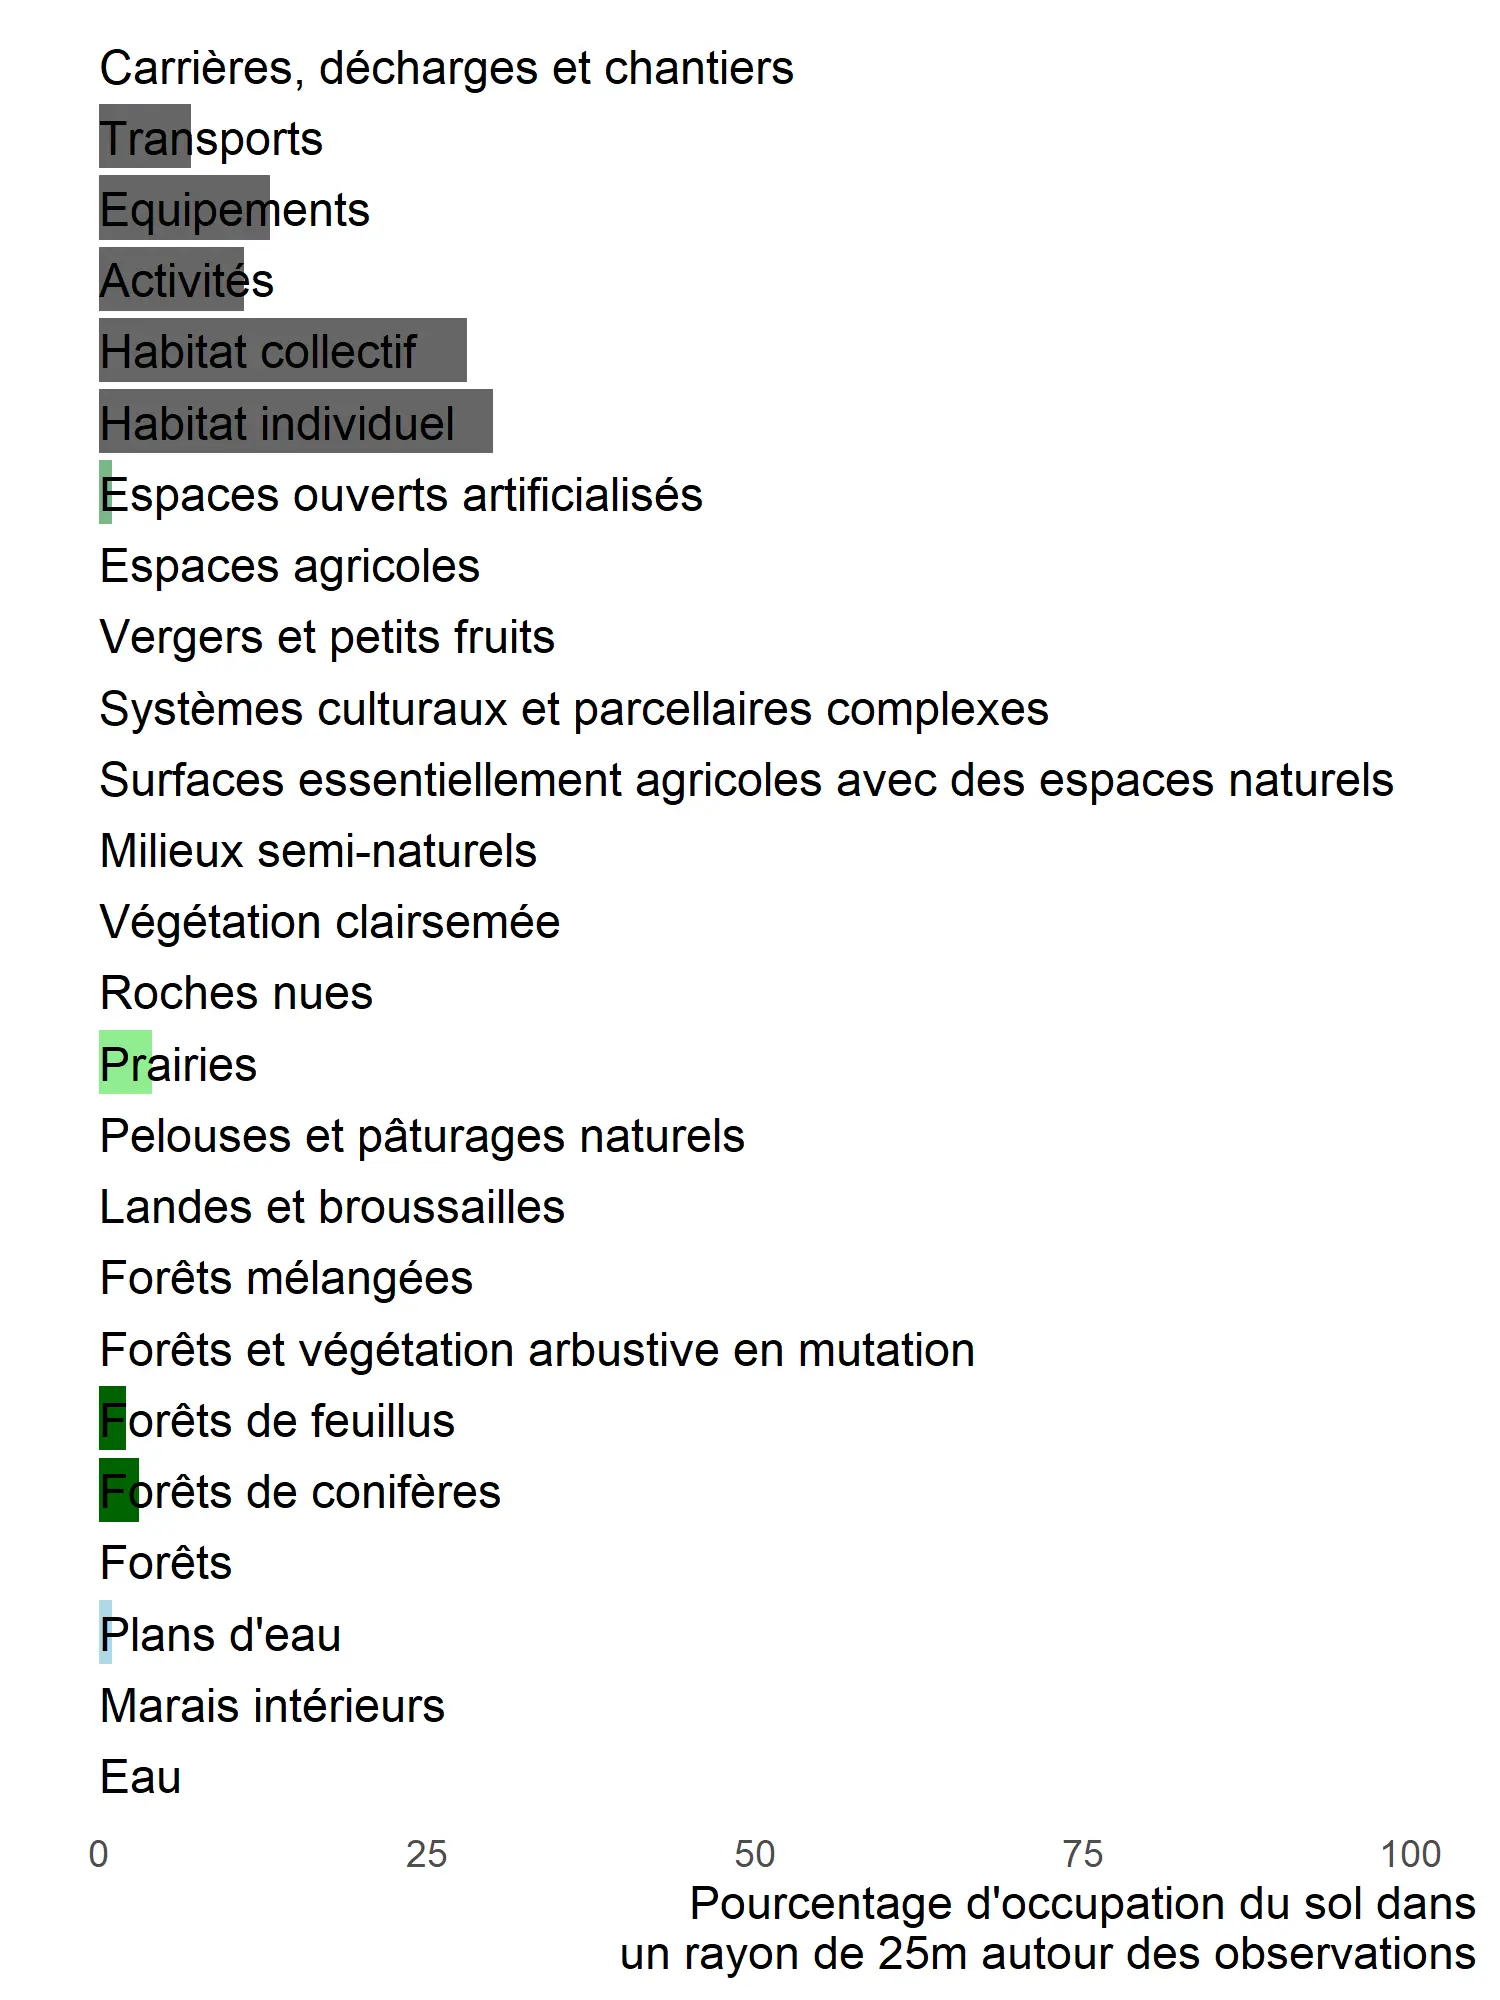 Carrières, décharges et chantiers
Transports
Equipements
Activités
Habitat collectif
Habitat individuel
Espaces ouverts artificialisés
Espaces agricoles
Vergers et petits fruits
Systèmes culturaux et parcellaires complexes
Surfaces essentiellement agricoles avec des espaces naturels
Milieux semi-naturels
Végétation clairsemée
Roches nues
Prairies
Pelouses et pâturages naturels
Landes et broussailles
Forêts mélangées
Forêts et végétation arbustive en mutation
Forêts de feuillus
Forêts de conifères
Forêts
Plans d'eau
Marais intérieurs
Eau
0 25 50 75 100
Pourcentage d'occupation du sol dans
un rayon de 25m autour des observations